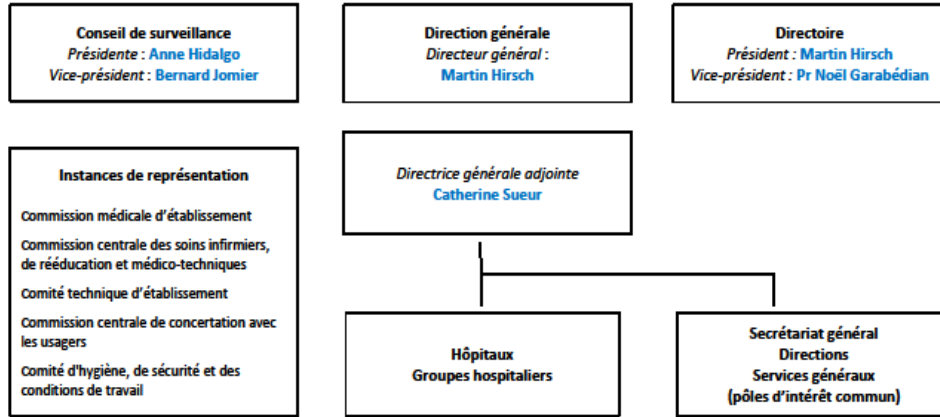 Conseil de surveillance
Présidente : Anne Hidalgo
Vice-président : Bernard Jomier
Direction générale
Directeur général :
Martin Hirsch
Directoire
Président : Martin Hirsch
Vice-président : Pr Noël Garabédian
Instances de représentation
Commission médicale d'établissement
Commission centrale des soins infirmiers,
de rééducation et médico-techniques
Comité technique d'établissement
Commission centrale de concertation avec
les usagers
Comité d'hygiène, de sécurité et des
conditions de travail
Directrice générale adjointe
Catherine Sueur
Hôpitaux
Groupes hospitaliers
Secrétariat général
Directions
Services généraux
(pôles d'intérêt commun)